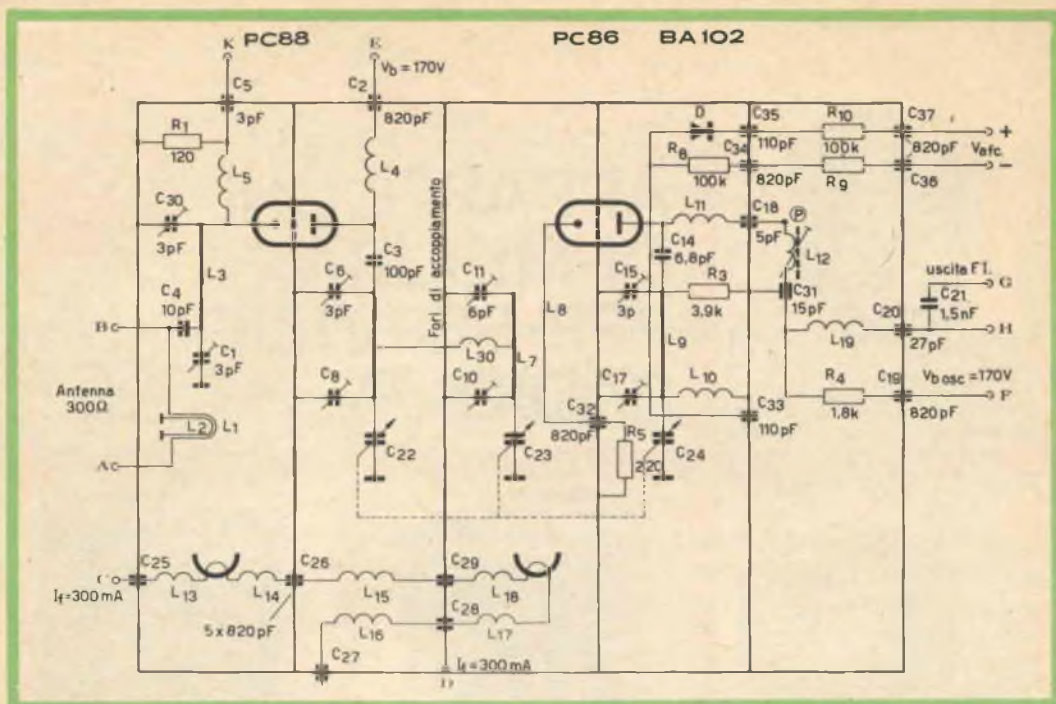 K PC88
E
Vb = 170V
PC86 BA102
C5
3pF
C2
820pF
R1
120
L5
L4
C30
3pF
L3
C4
10pF
B
C1
3pF
Antenna
300Ω
L2 L1
A
C3
100pF
C6
3pF
C8
C22
Fori di accoppiamento
C11
6pF
L30
L7
C10
C23
L8
D
C35
110pF
R10
100k
C37
820pF
+
Vafc.
–
R8
100k
C34
820pF
R9
C36
L11
C18
5pF
P
L12
C14
6,8pF
C15
3p
R3
3,9k
C31
15pF
uscita F.I.
G
C21
1,5nF
C20
27pF
H
L9
L19
C17
L10
C32
820pF
R5
220
C24
C33
110pF
R4
1,8k
C19
820pF
Vb osc = 170V
F
C
C25
L13
L14
C26
L15
C29
L18
If = 300 mA
5 x 820 pF
L16
C28
L17
C27
If = 300 mA
D